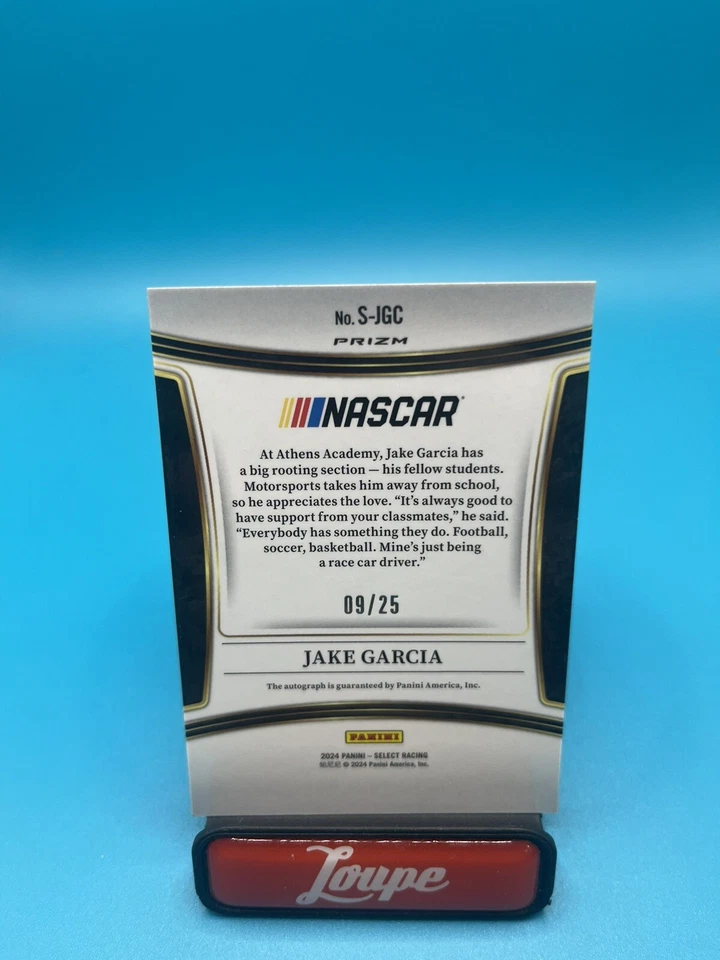 No. S-JGC
PRIZM
NASCAR
At Athens Academy, Jake Garcia has
a big rooting section — his fellow students.
Motorsports takes him away from school,
so he appreciates the love. “It’s always good to
have support from your classmates,” he said.
“Everybody has something they do. Football,
soccer, basketball. Mine’s just being
a race car driver.”
09/25
JAKE GARCIA
The autograph is guaranteed by Panini America, Inc.
PANINI
2024 PANINI – SELECT RACING
© 2024 Panini America, Inc.
Loupe